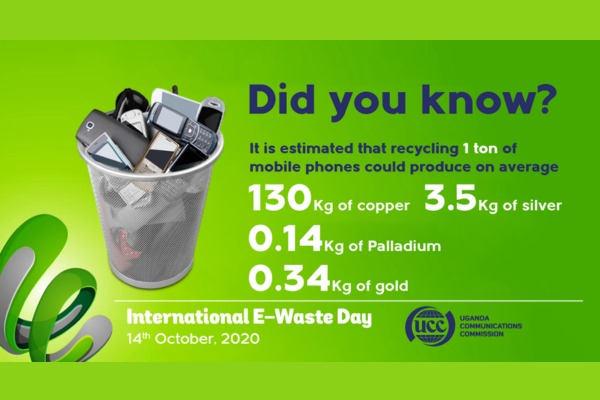 Did you know?
It is estimated that recycling 1 ton of
mobile phones could produce on average
130Kg of copper 3.5Kg of silver
0.14Kg of Palladium
0.34Kg of gold
International E-Waste Day
14th October, 2020
ucc
UGANDA
COMMUNICATIONS
COMMISSION